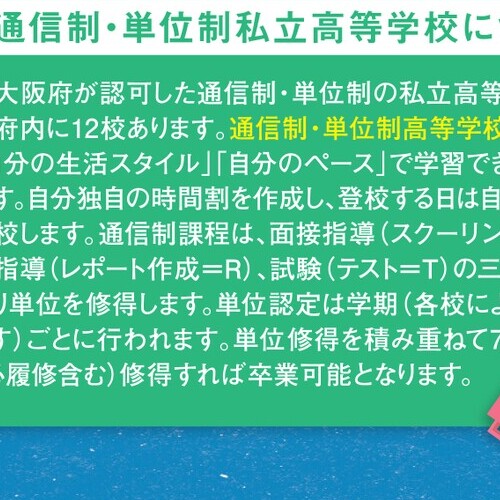 通信制・単位制私立高等学校に
大阪府が認可した通信制・単位制の私立高等
府内に12校あります。通信制・単位制高等学校
分の生活スタイル」「自分のペース」で学習でき
す。自分独自の時間割を作成し、登校する日は自
校します。通信制課程は、面接指導（スクーリン
指導（レポート作成＝R）、試験（テスト＝T）の三
り単位を修得します。単位認定は学期（各校によ
す）ごとに行われます。単位修得を積み重ねて7
履修含む）修得すれば卒業可能となります。